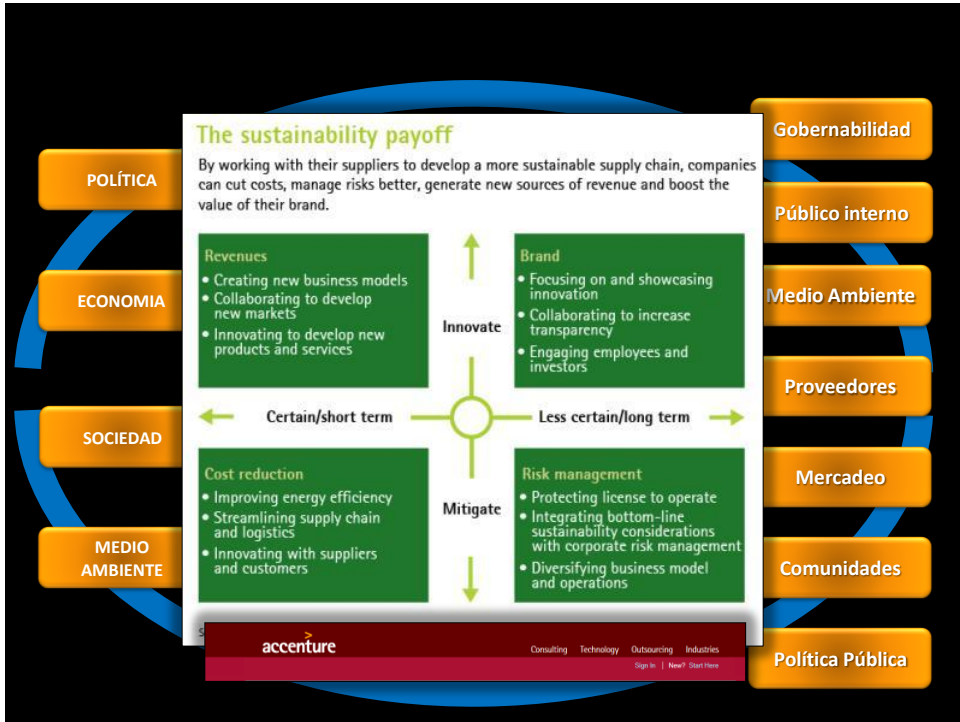 The sustainability payoff
By working with their suppliers to develop a more sustainable supply chain, companies
can cut costs, manage risks better, generate new sources of revenue and boost the
value of their brand.
POLÍTICA
ECONOMIA
SOCIEDAD
MEDIO
AMBIENTE
Revenues
• Creating new business models
• Collaborating to develop
new markets
• Innovating to develop new
products and services
Innovate
Brand
• Focusing on and showcasing
innovation
• Collaborating to increase
transparency
• Engaging employees and
investors
Certain/short term
Less certain/long term
Cost reduction
• Improving energy efficiency
• Streamlining supply chain
and logistics
• Innovating with suppliers
and customers
Mitigate
Risk management
• Protecting license to operate
• Integrating bottom-line
sustainability considerations
with corporate risk management
• Diversifying business model
and operations
Gobernabilidad
Público interno
Medio Ambiente
Proveedores
Mercadeo
Comunidades
Política Pública
accenture
Consulting Technology Outsourcing Industries
Sign In | New? Start Here